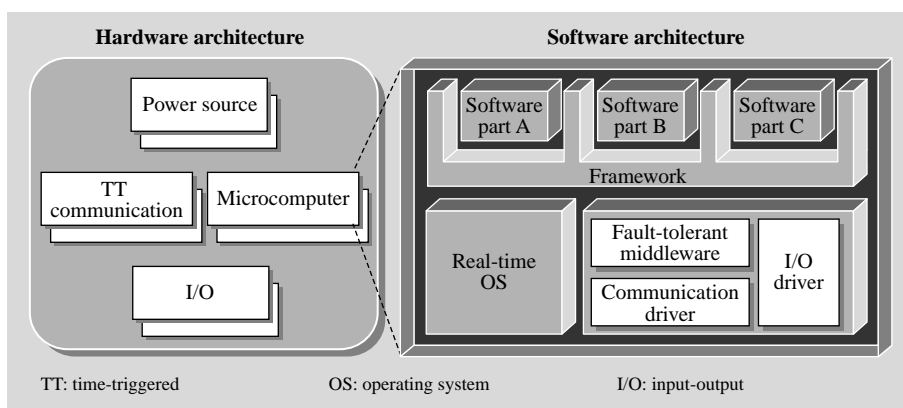 Hardware architecture
Software architecture
Power source
TT
communication
Microcomputer
I/O
Software
part A
Software
part B
Software
part C
Framework
Real-time
OS
Fault-tolerant
middleware
Communication
driver
I/O
driver
TT: time-triggered
OS: operating system
I/O: input-output